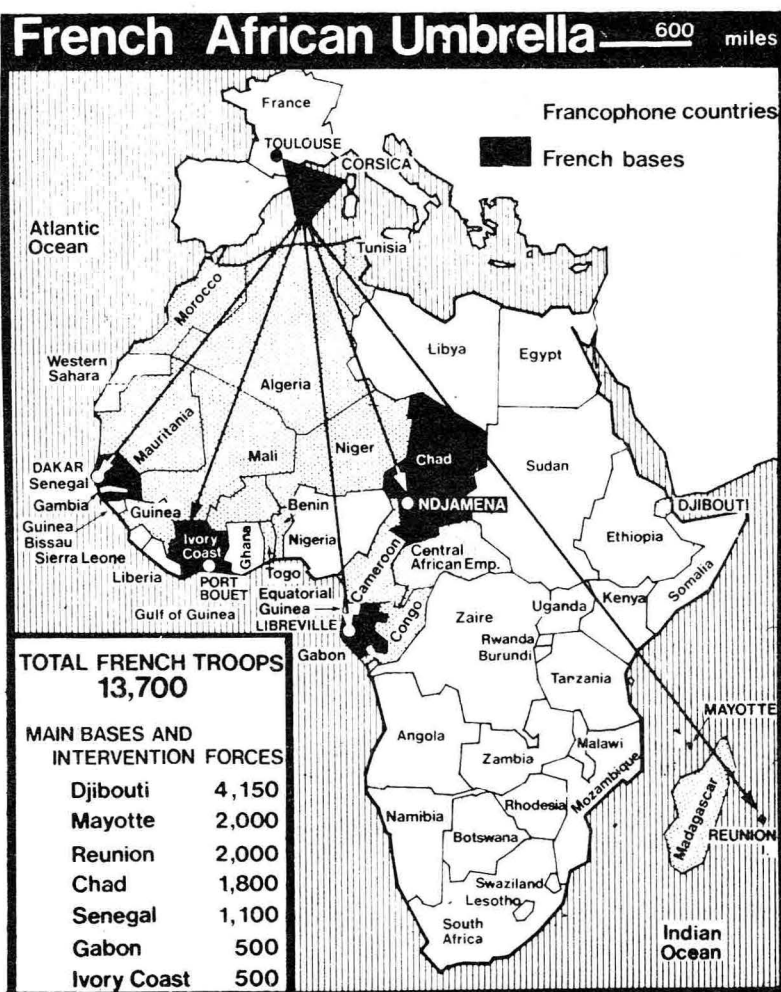 French African Umbrella 600 miles
Francophone countries
French bases
France
TOULOUSE
CORSICA
Atlantic
Ocean
Tunisia
Morocco
Western
Sahara
Algeria
Libya
Egypt
Mauritania
Mali
Niger
Chad
Sudan
DAKAR
Senegal
NDJAMENA
DJIBOUTI
Gambia
Guinea
Benin
Guinea
Bissau
Ivory
Coast
Ghana
Nigeria
Ethiopia
Sierra Leone
Central
African Emp.
Cameroon
Somalia
Liberia
PORT
BOUET
Togo
Equatorial
Guinea
Gulf of Guinea
LIBREVILLE
Congo
Zaire
Uganda
Kenya
Gabon
Rwanda
Burundi
Tanzania
MAYOTTE
Angola
Zambia
Malawi
Mozambique
Madagascar
REUNION
Namibia
Rhodesia
Botswana
Swaziland
Lesotho
South
Africa
Indian
Ocean
TOTAL FRENCH TROOPS
13,700
MAIN BASES AND
INTERVENTION FORCES
Djibouti 4,150
Mayotte 2,000
Reunion 2,000
Chad 1,800
Senegal 1,100
Gabon 500
Ivory Coast 500